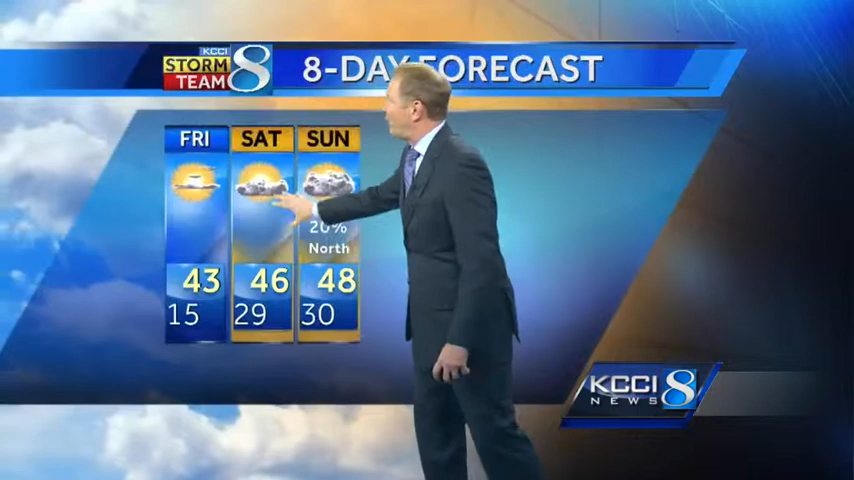 KCCI
STORM
TEAM 8
8-DAY FORECAST
FRI SAT SUN
20%
North
43 46 48
15 29 30
KCCI 8
NEWS